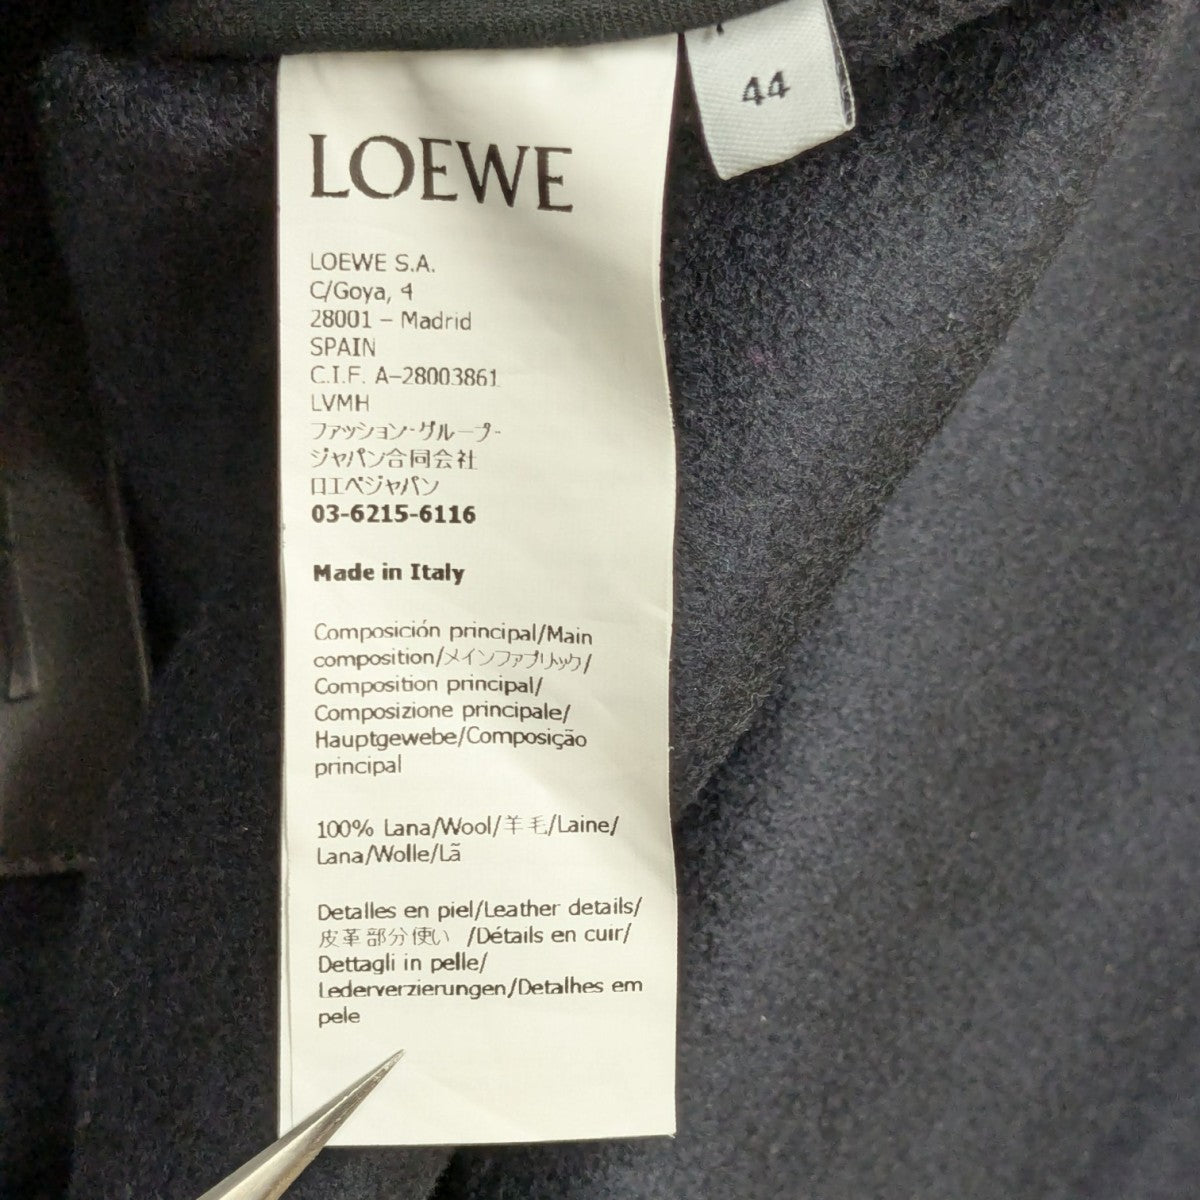 LOEWE
44
LOEWE S.A.
C/Goya, 4
28001 – Madrid
SPAIN
C.I.F. A-28003861
LVMH
ファッション・グループ・
ジャパン合同会社
ロエベジャパン
03-6215-6116
Made in Italy
Composición principal/Main
composition/メインファブリック/
Composition principal/
Composizione principale/
Hauptgewebe/Composição
principal
100% Lana/Wool/羊毛/Laine/
Lana/Wolle/Lã
Detalles en piel/Leather details/
皮革部分使い /Détails en cuir/
Dettagli in pelle/
Lederverzierungen/Detalhes em
pele